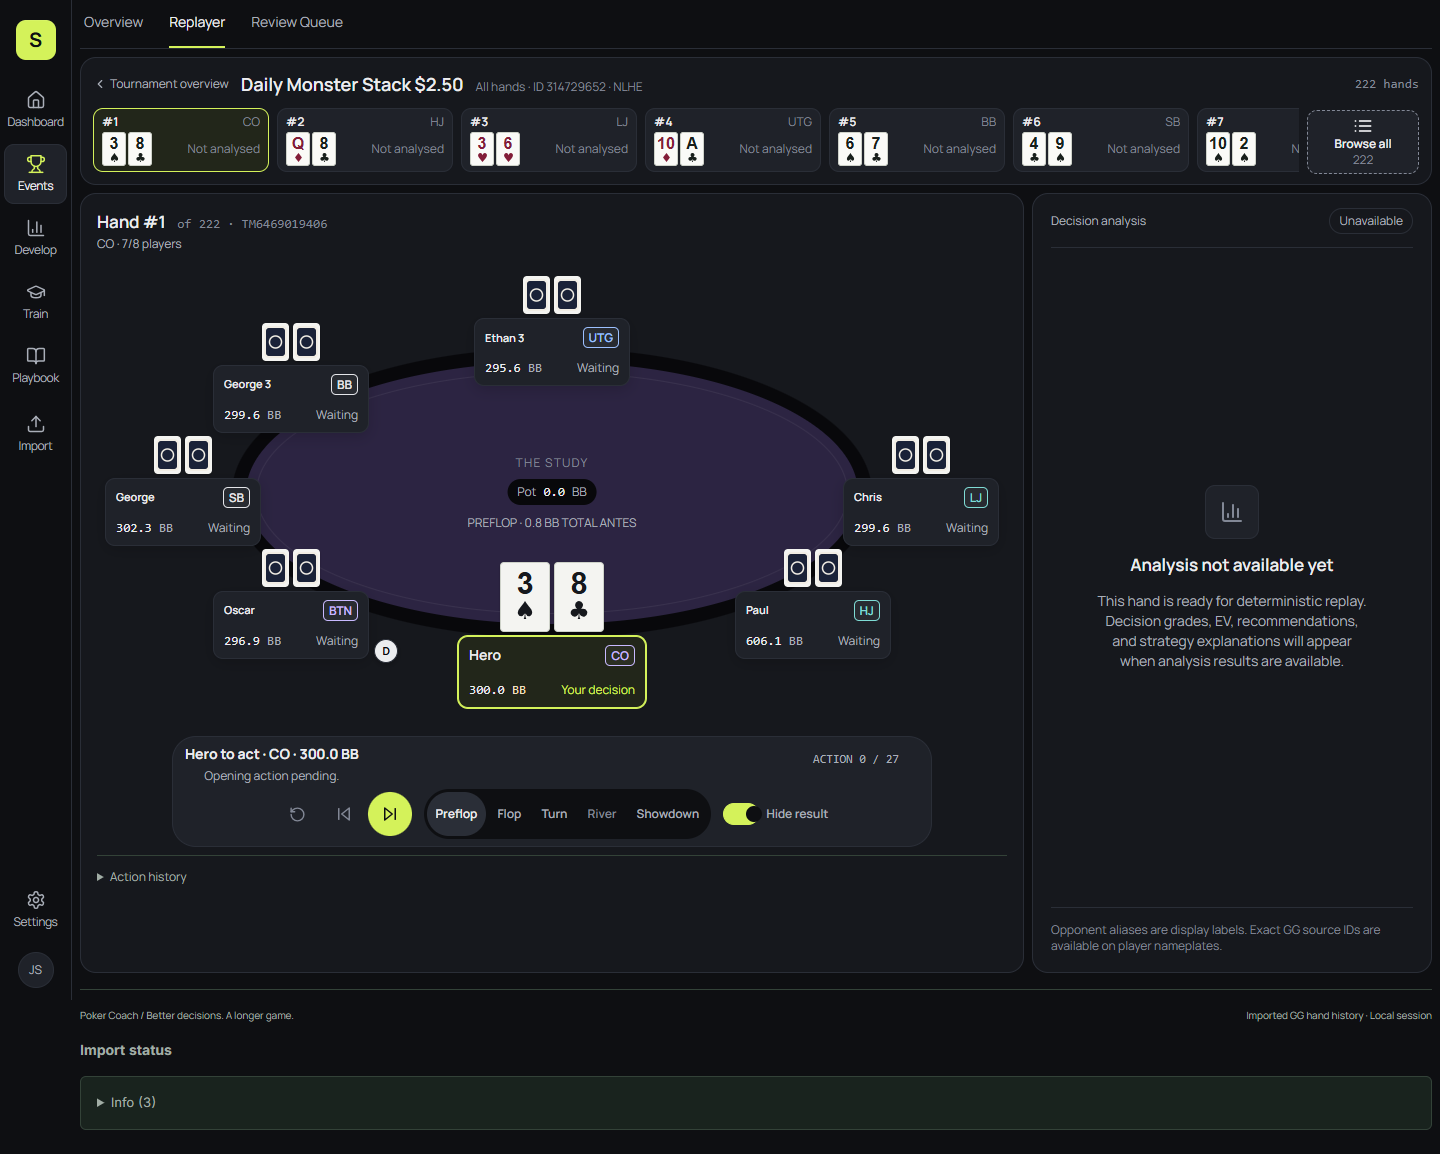 S
Dashboard
Events
Develop
Train
Playbook
Import
Settings
JS
Overview Replayer Review Queue
Tournament overview Daily Monster Stack $2.50 All hands · ID 314729652 · NLHE 222 hands
#1 CO
3 8 Not analysed
#2 HJ
Q 8 Not analysed
#3 LJ
3 6 Not analysed
#4 UTG
10 A Not analysed
#5 BB
6 7 Not analysed
#6 SB
4 9 Not analysed
#7
10 2 N
Browse all
222
Hand #1 of 222 · TM6469019406
CO · 7/8 players
Ethan 3 UTG
295.6 BB Waiting
George 3 BB
299.6 BB Waiting
George SB
302.3 BB Waiting
Chris LJ
299.6 BB Waiting
THE STUDY
Pot 0.0 BB
PREFLOP · 0.8 BB TOTAL ANTES
Oscar BTN
296.9 BB Waiting
D
3 8
Paul HJ
606.1 BB Waiting
Hero CO
300.0 BB Your decision
Hero to act · CO · 300.0 BB
ACTION 0 / 27
Opening action pending.
Preflop Flop Turn River Showdown Hide result
Action history
Decision analysis Unavailable
Analysis not available yet
This hand is ready for deterministic replay.
Decision grades, EV, recommendations,
and strategy explanations will appear
when analysis results are available.
Opponent aliases are display labels. Exact GG source IDs are
available on player nameplates.
Poker Coach / Better decisions. A longer game.
Imported GG hand history · Local session
Import status
Info (3)